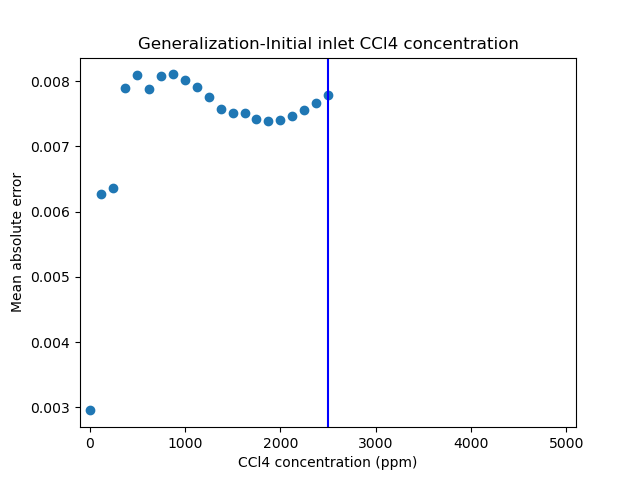 Generalization-Initial inlet CCl4 concentration
Mean absolute error
0.008
0.007
0.006
0.005
0.004
0.003
0 1000 2000 3000 4000 5000
CCl4 concentration (ppm)